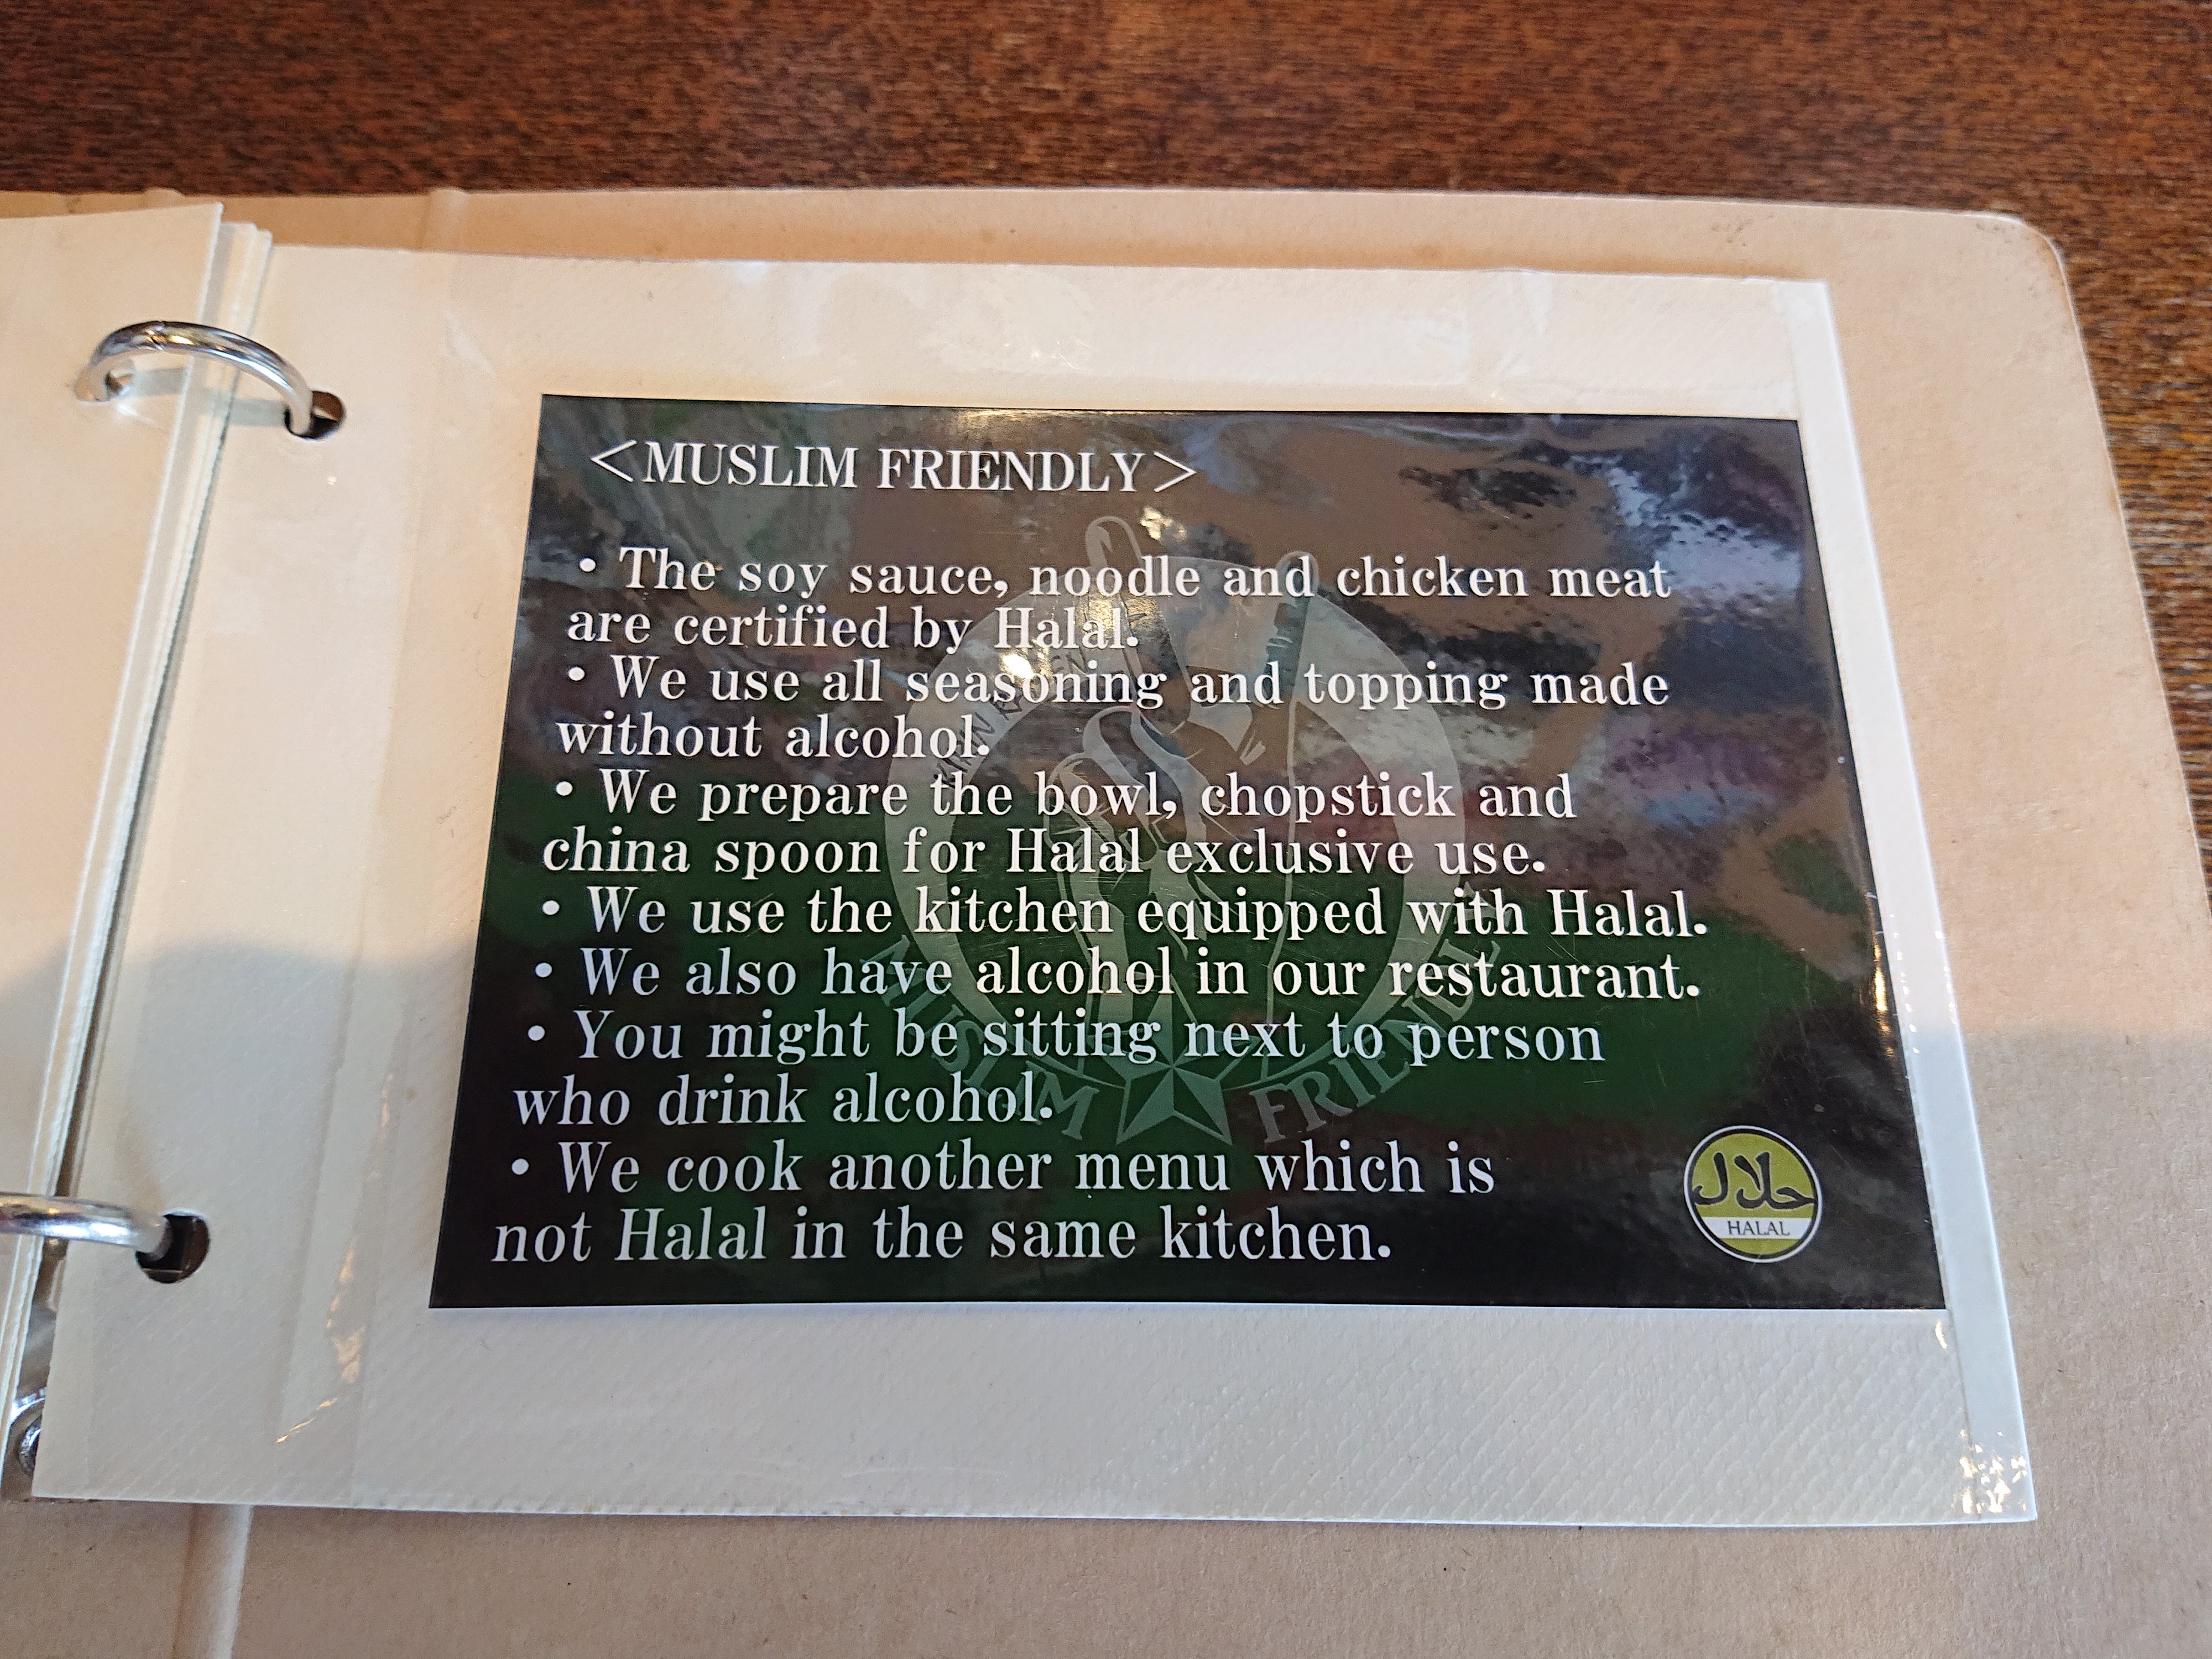 <MUSLIM FRIENDLY>
• The soy sauce, noodle and chicken meat
are certified by Halal.
• We use all seasoning and topping made
without alcohol.
• We prepare the bowl, chopstick and
china spoon for Halal exclusive use.
• We use the kitchen equipped with Halal.
• We also have alcohol in our restaurant.
• You might be sitting next to person
who drink alcohol.
• We cook another menu which is
not Halal in the same kitchen.
MUSLIM FRIENDLY
حلال
HALAL